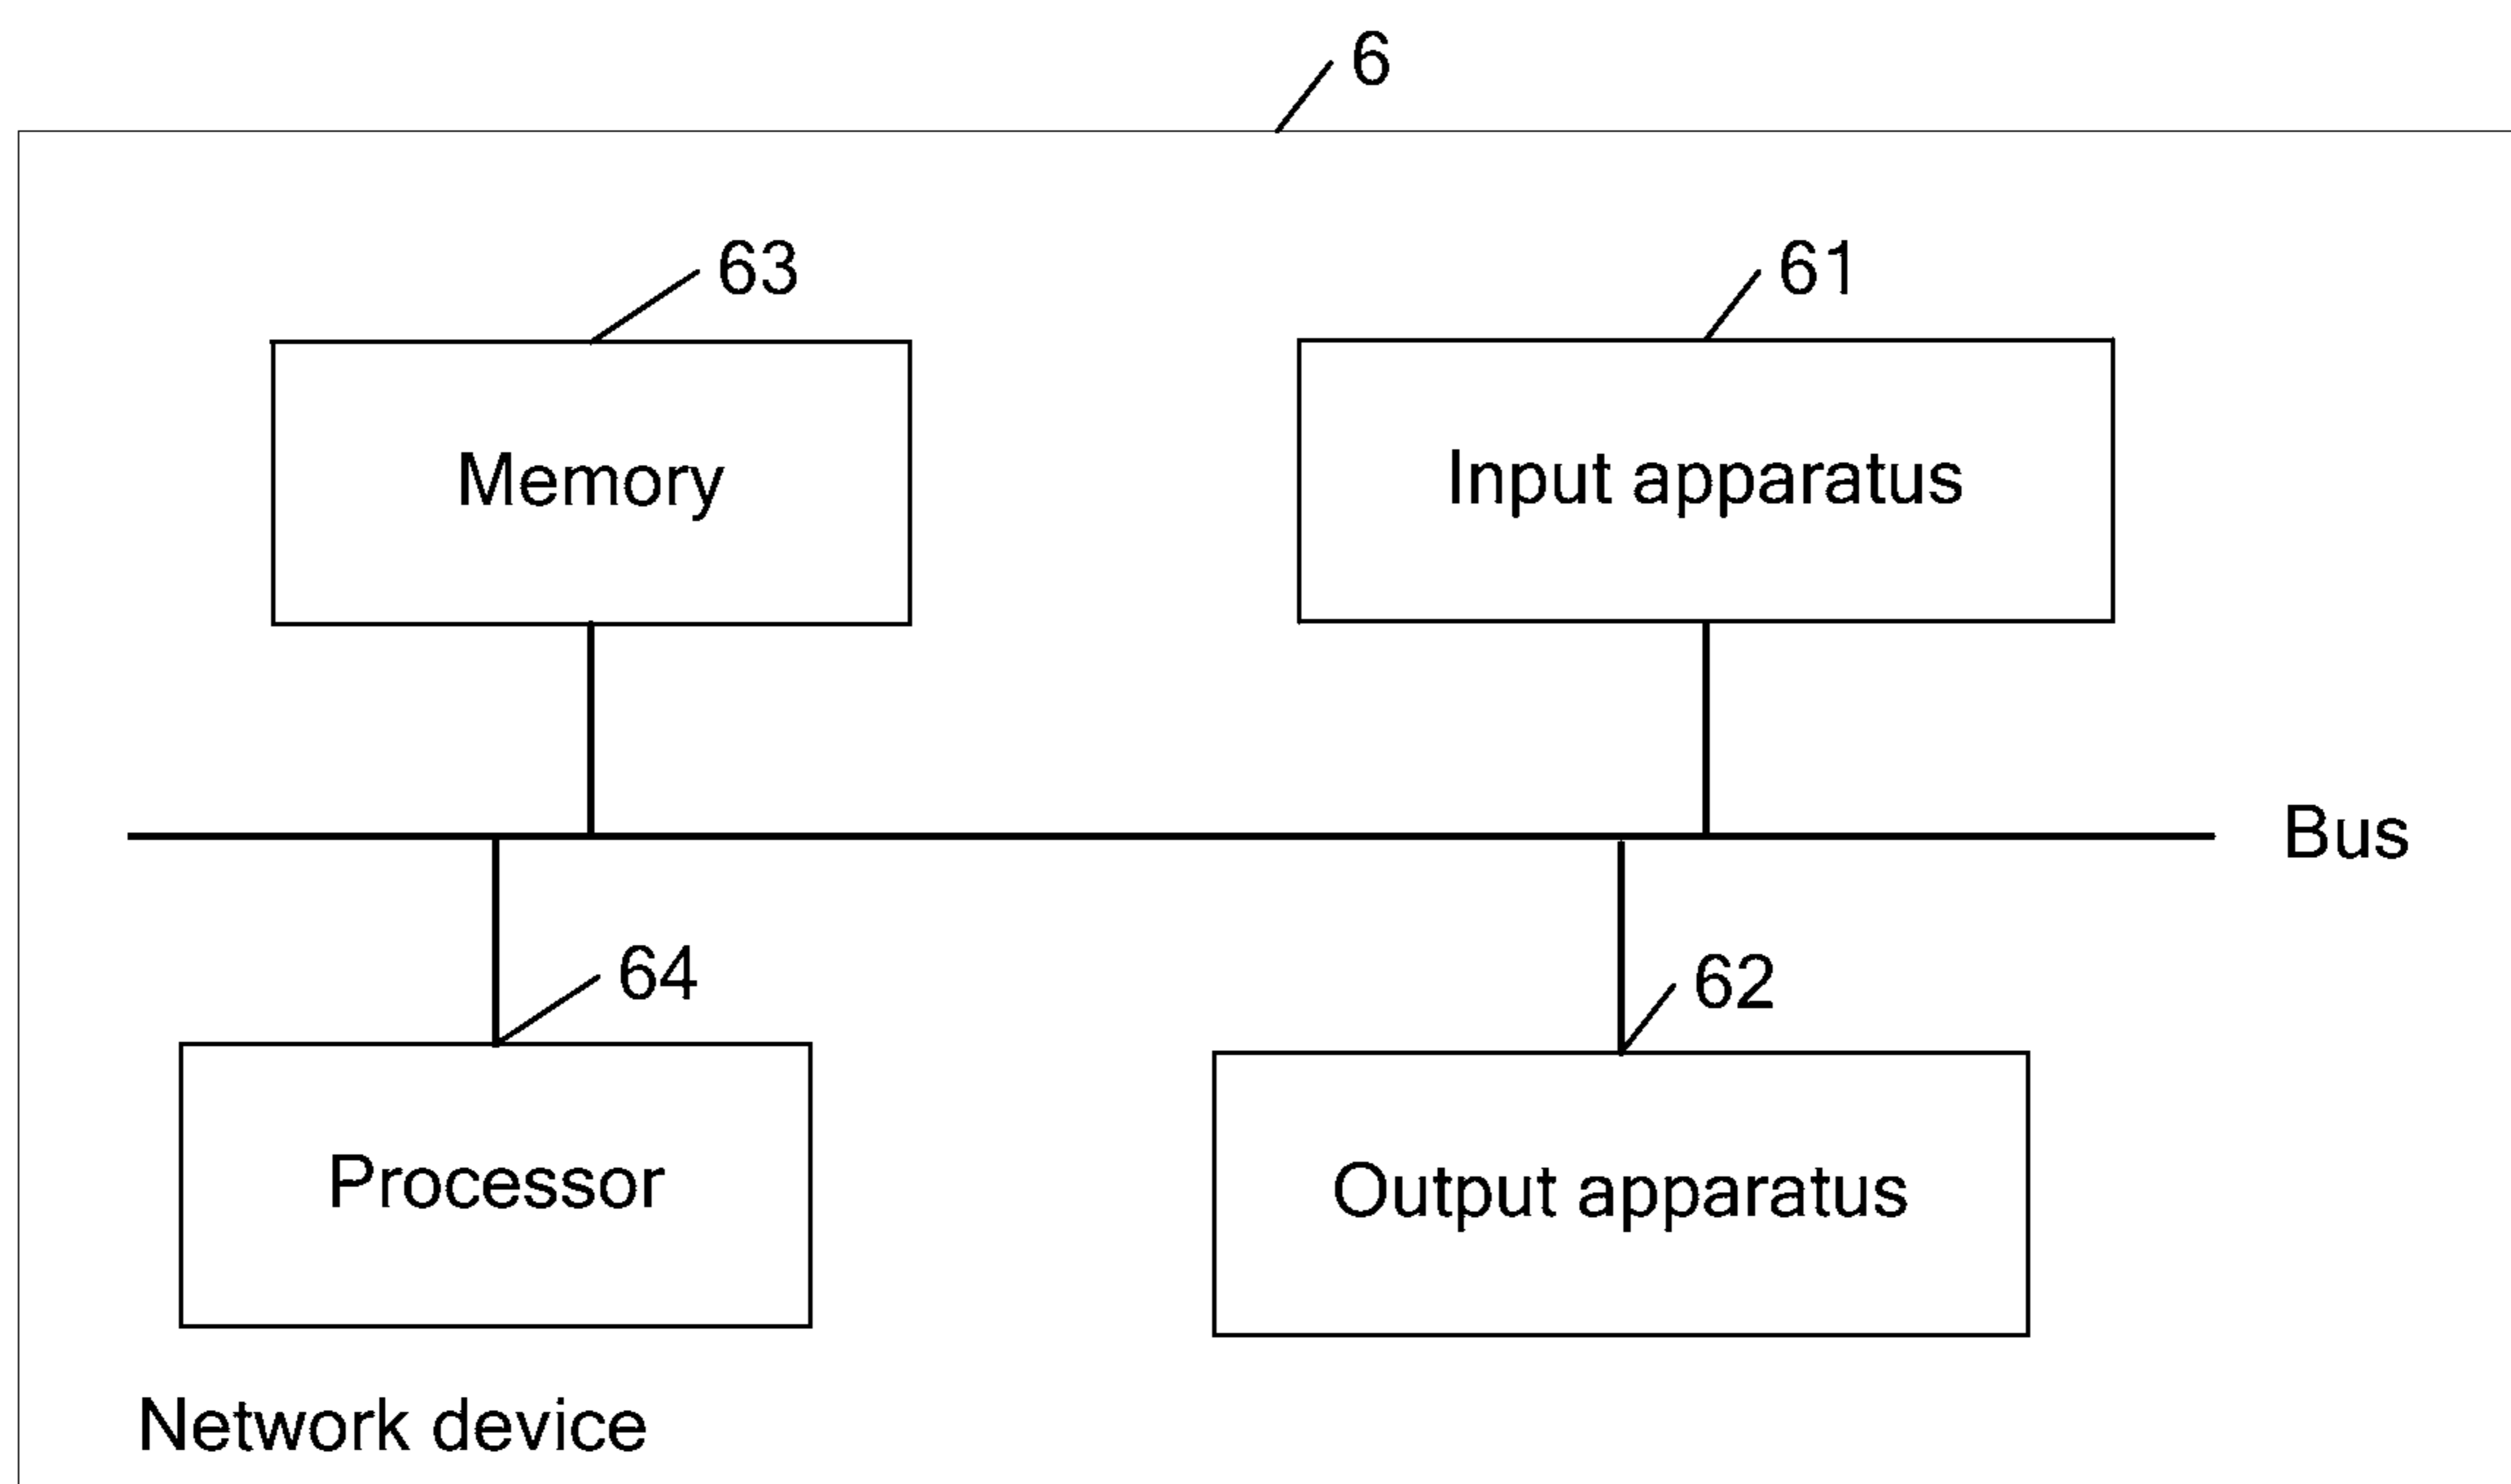 6
63
61
Memory
Input apparatus
Bus
64
62
Processor
Output apparatus
Network device